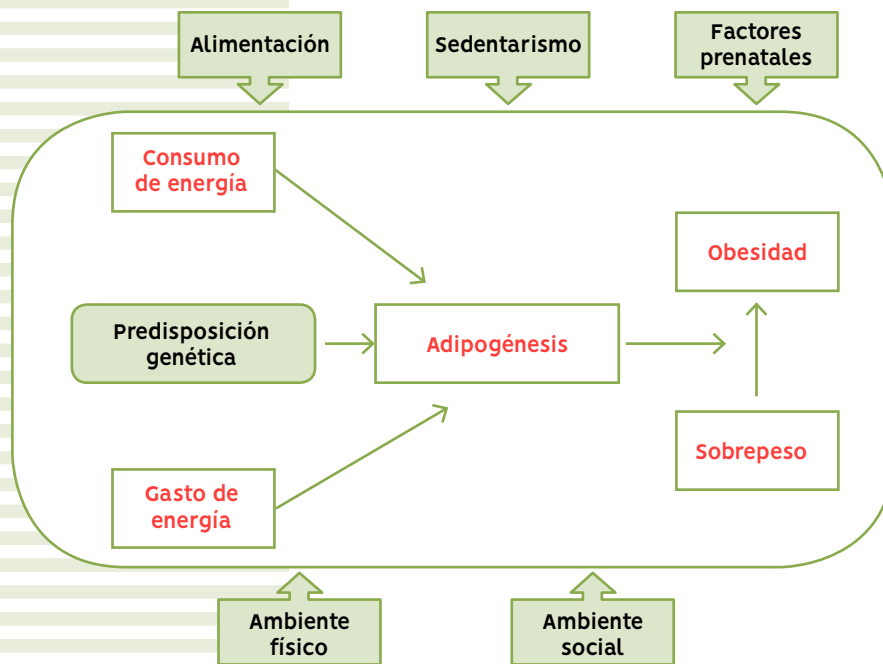 Alimentación
Sedentarismo
Factores
prenatales
Consumo
de energía
Obesidad
Predisposición
genética
Adipogénesis
Sobrepeso
Gasto de
energía
Ambiente
físico
Ambiente
social